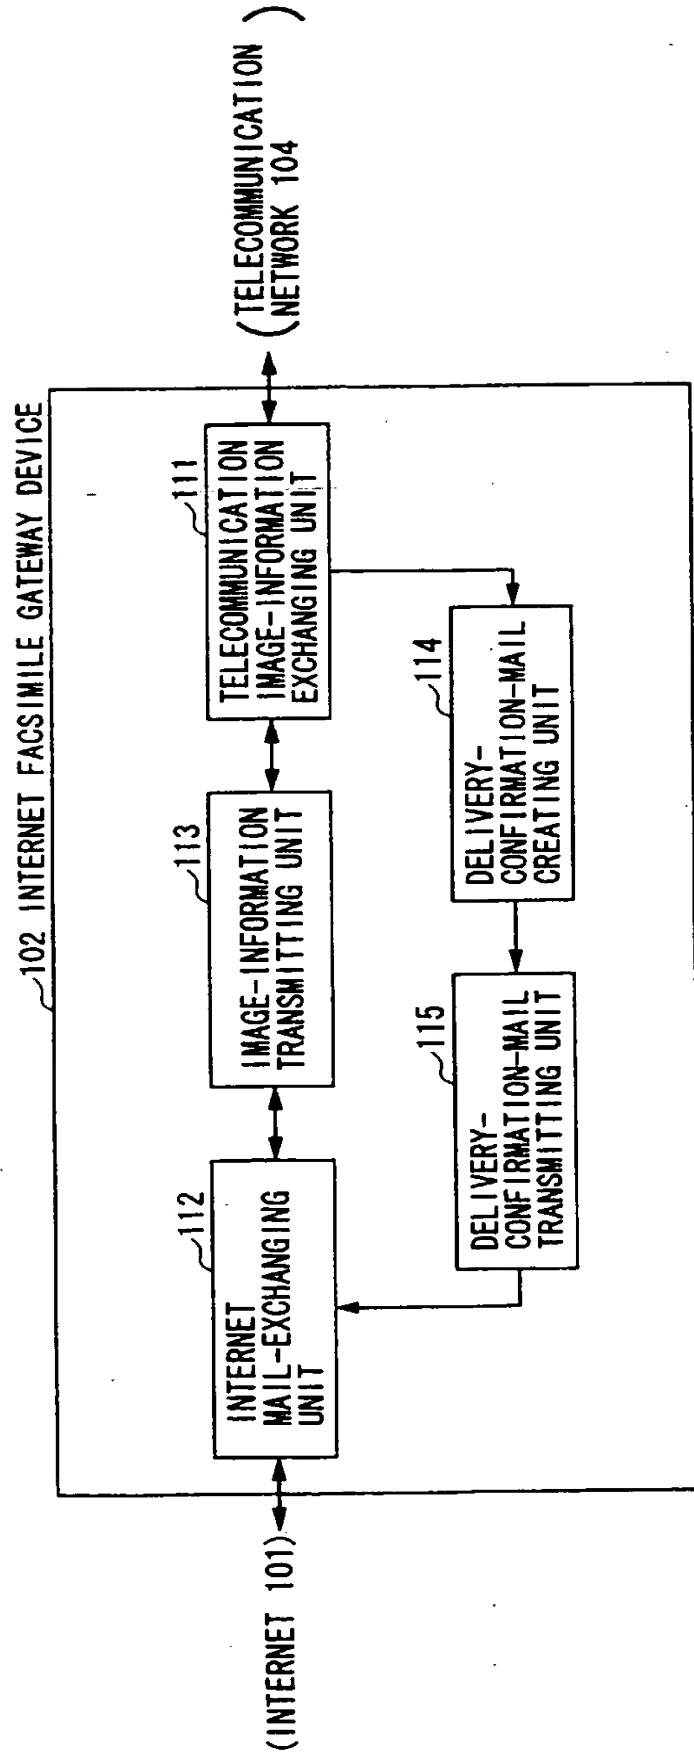 102 INTERNET FACSIMILE GATEWAY DEVICE
(INTERNET 101)
112
INTERNET
MAIL-EXCHANGING
UNIT
113
IMAGE-INFORMATION
TRANSMITTING UNIT
111
TELECOMMUNICATION
IMAGE-INFORMATION
EXCHANGING UNIT
(TELECOMMUNICATION
NETWORK 104)
115
DELIVERY-
CONFIRMATION-MAIL
TRANSMITTING UNIT
114
DELIVERY-
CONFIRMATION-MAIL
CREATING UNIT